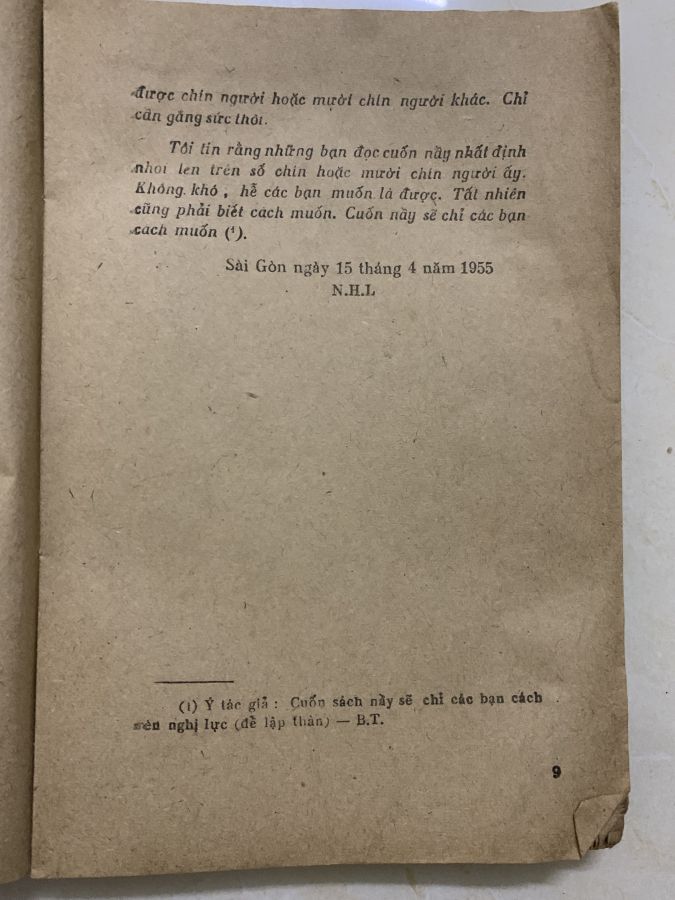 được chín người hoặc mười chín người khác. Chỉ
cần gắng sức thôi.
Tôi tin rằng những bạn đọc cuốn nầy nhất định
nhoi lên trên số chín hoặc mười chín người ấy.
Không khó, hễ các bạn muốn là được. Tất nhiên
cũng phải biết cách muốn. Cuốn nầy sẽ chỉ các bạn
cách muốn (1).
Sài Gòn ngày 15 tháng 4 năm 1955
N.H.L
(1) Ý tác giả : Cuốn sách nầy sẽ chỉ các bạn cách
rèn nghị lực (để lập thân) — B.T.
9